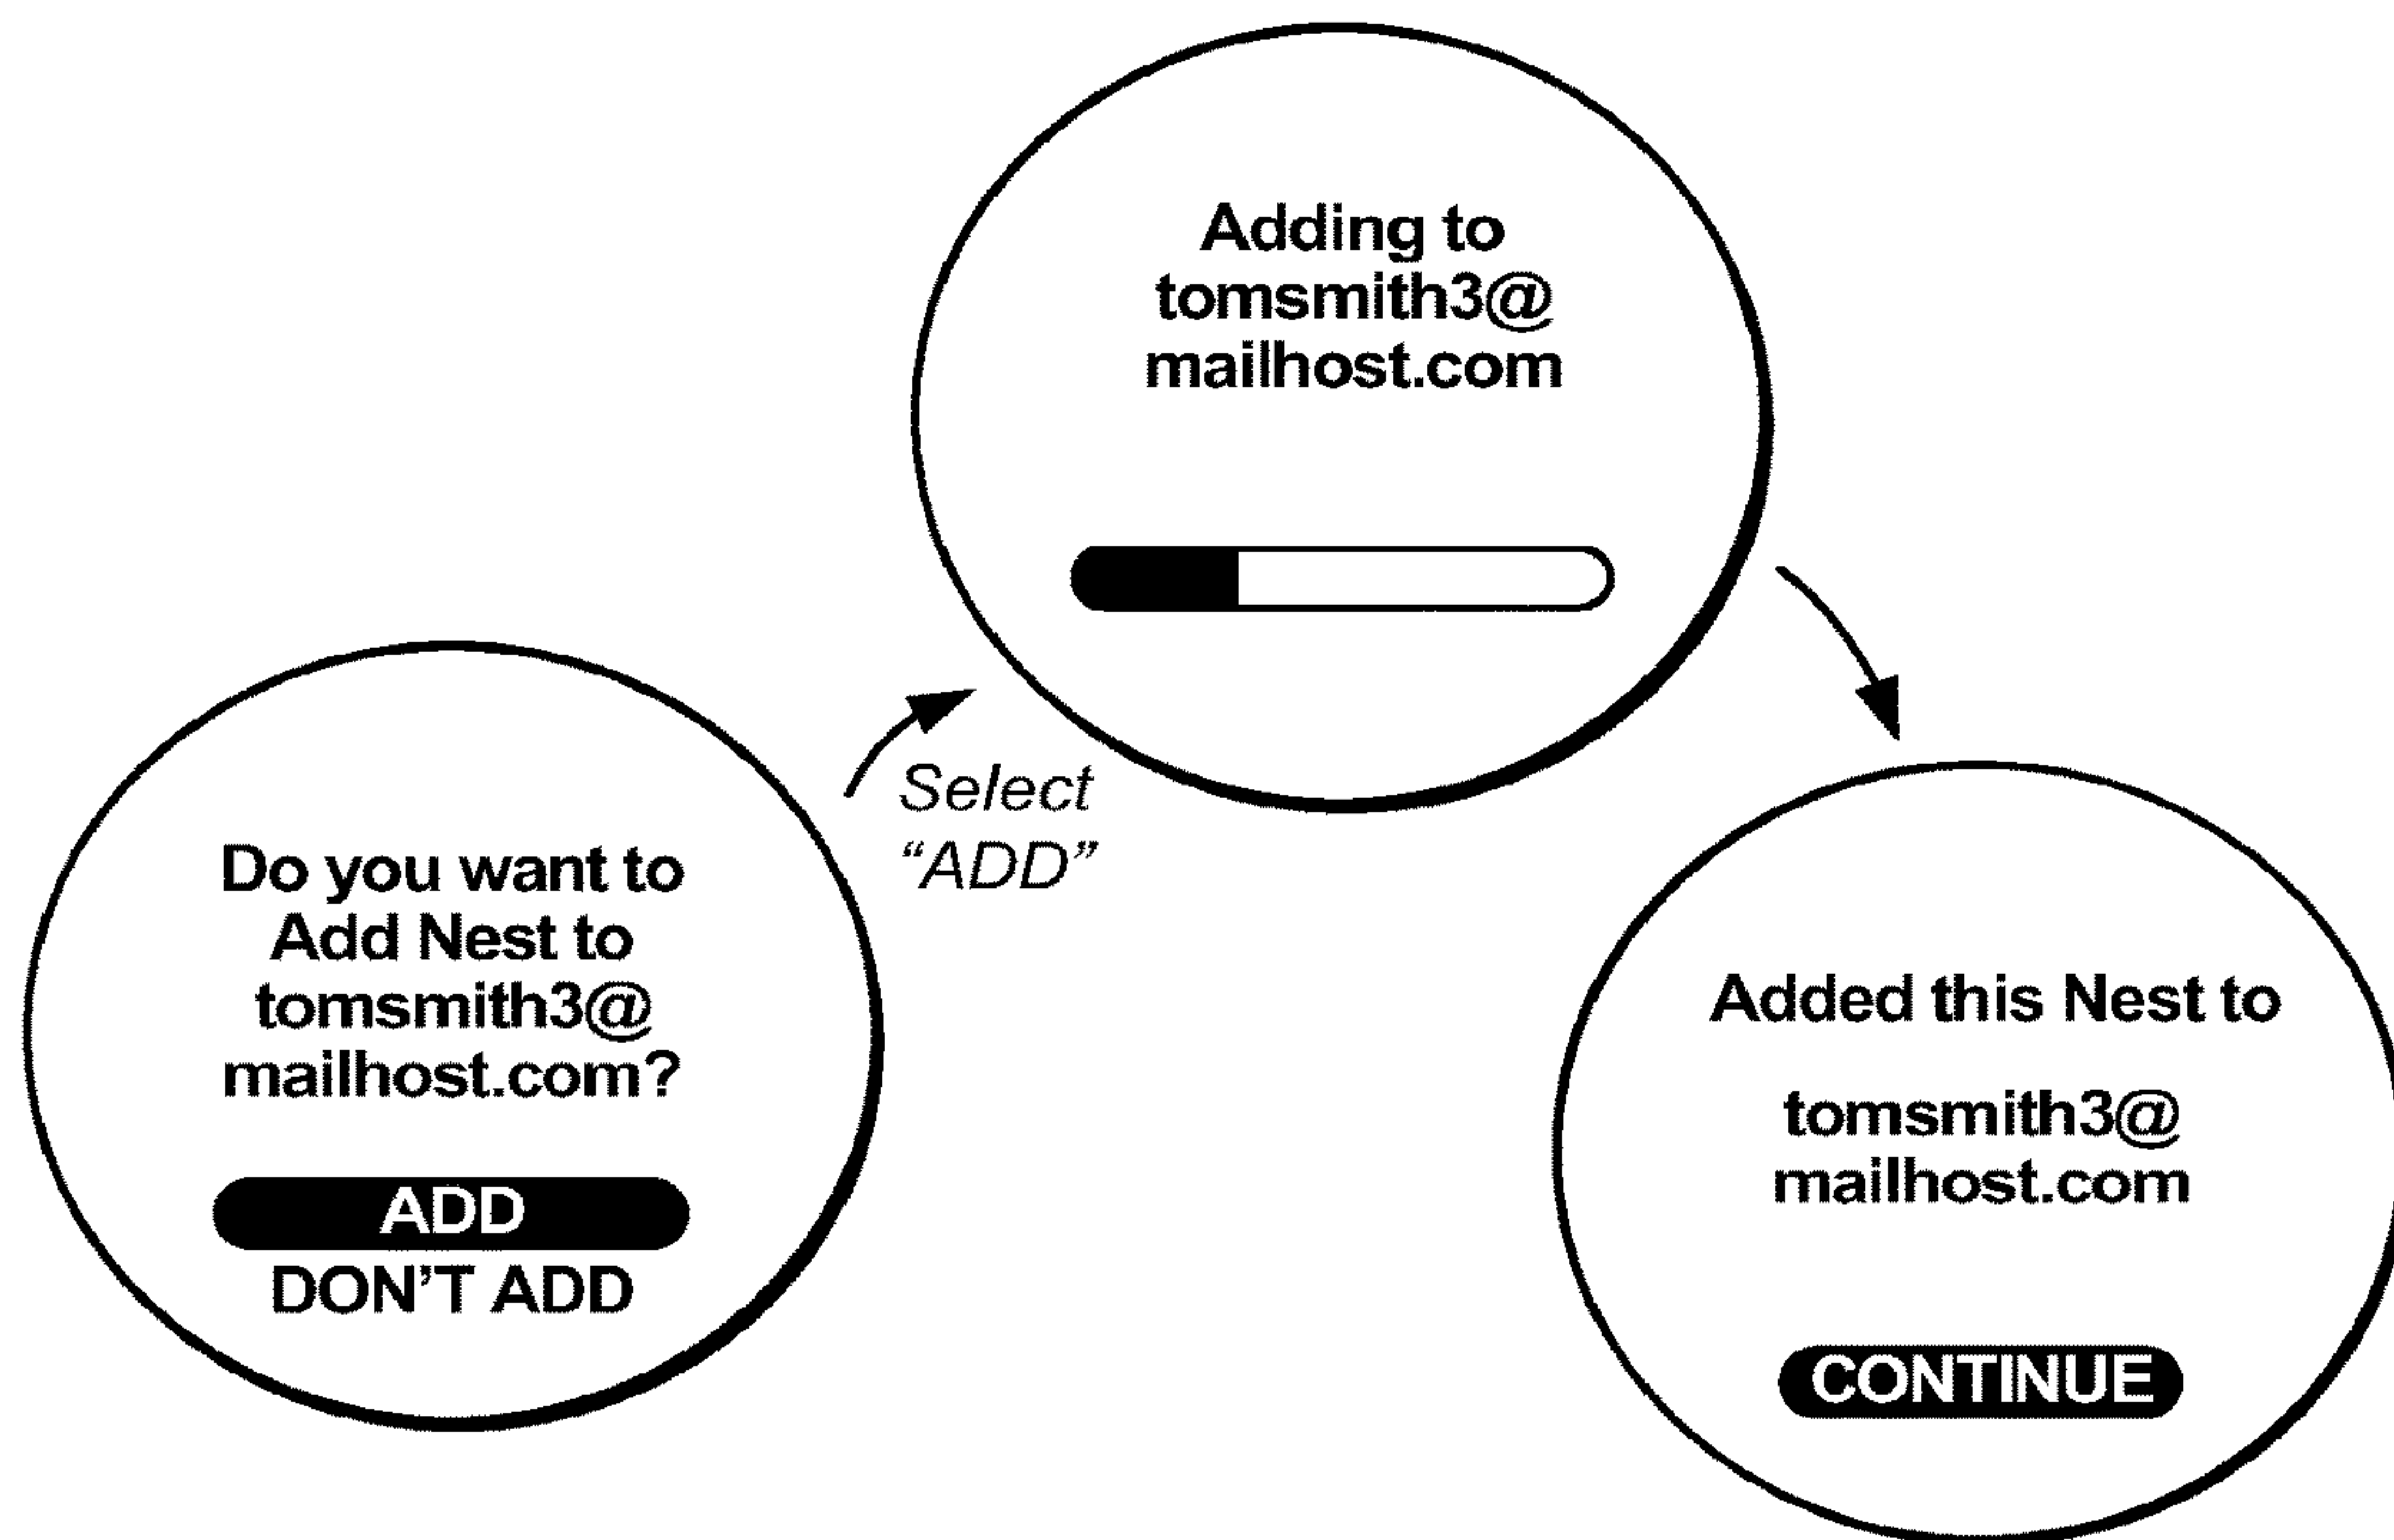 Do you want to
Add Nest to
tomsmith3@
mailhost.com?
ADD
DON'T ADD
Select
“ADD”
Adding to
tomsmith3@
mailhost.com
Added this Nest to
tomsmith3@
mailhost.com
CONTINUE